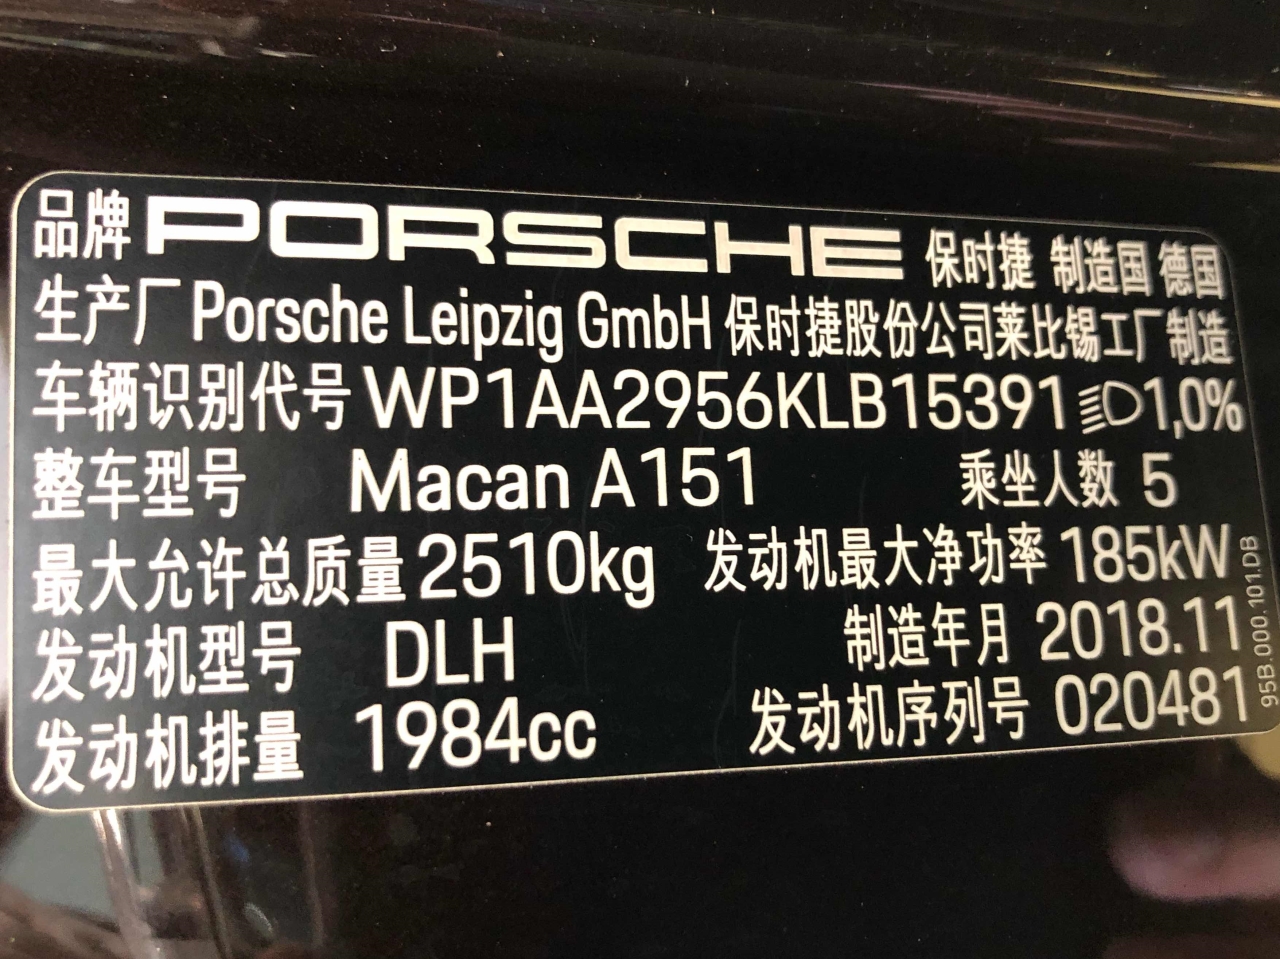 品牌 PORSCHE 保时捷 制造国 德国
生产厂 Porsche Leipzig GmbH 保时捷股份公司莱比锡工厂 制造
车辆识别代号 WP1AA2956KLB15391 1,0%
整车型号 Macan A151 乘坐人数 5
最大允许总质量 2510kg 发动机最大净功率 185kW
发动机型号 DLH 制造年月 2018.11
发动机排量 1984cc 发动机序列号 020481
95B.000.101.DB